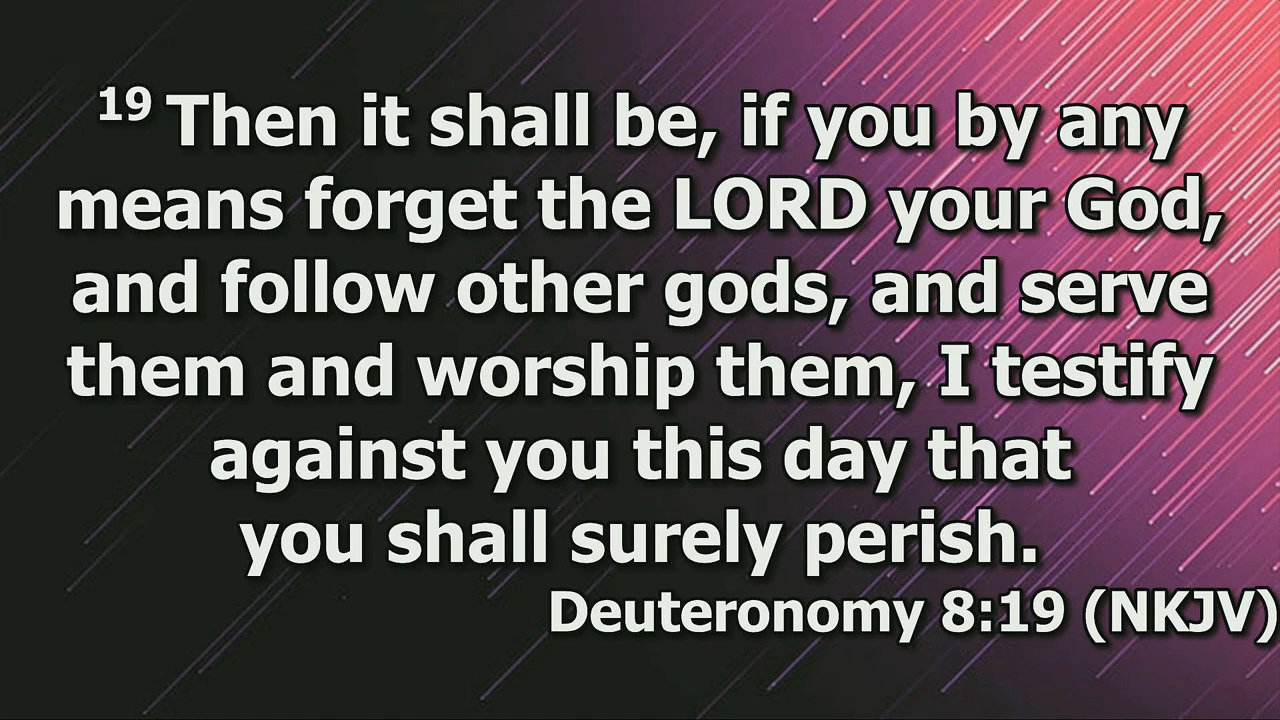 19 Then it shall be, if you by any
means forget the LORD your God,
and follow other gods, and serve
them and worship them, I testify
against you this day that
you shall surely perish.
Deuteronomy 8:19 (NKJV)